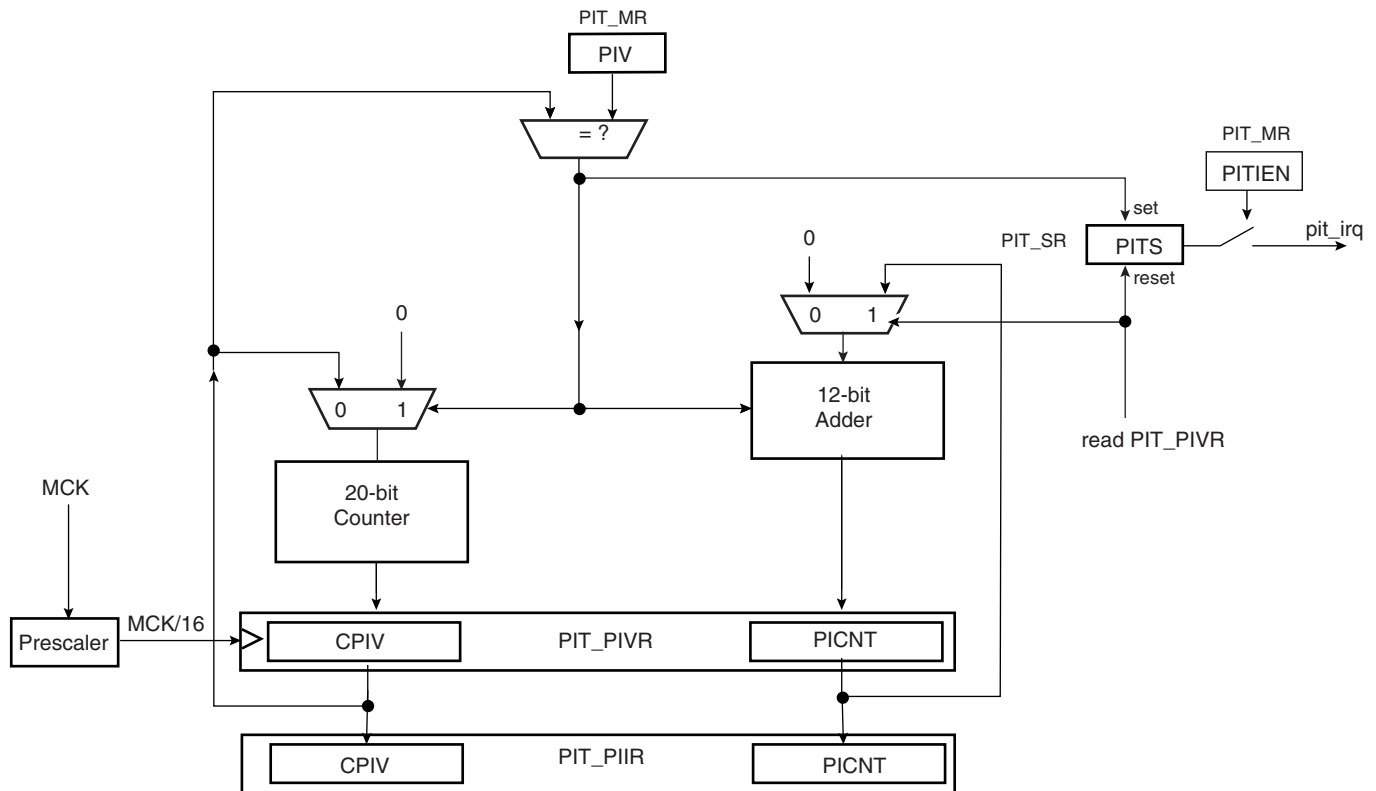 PIT_MR
PIV
= ?
PIT_MR
PITIEN
set
PIT_SR
PITS
pit_irq
reset
0
0 1
0
0 1
12-bit
Adder
read PIT_PIVR
MCK
20-bit
Counter
Prescaler
MCK/16
CPIV
PIT_PIVR
PICNT
CPIV
PIT_PIIR
PICNT